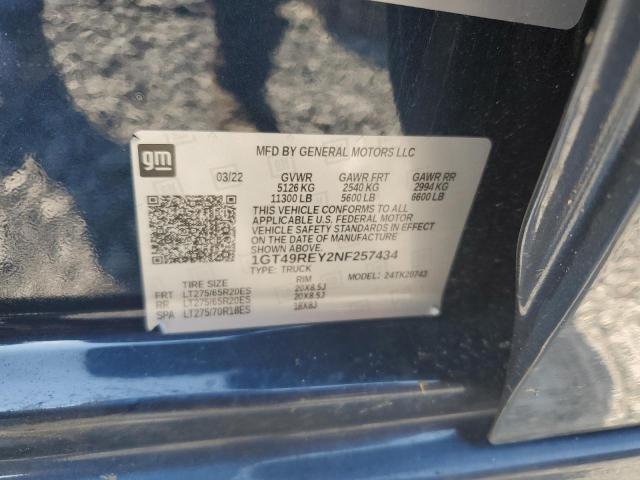 gm
MFD BY GENERAL MOTORS LLC
03/22 GVWR GAWR FRT GAWR RR
5126 KG 2540 KG 2994 KG
11300 LB 5600 LB 6600 LB
THIS VEHICLE CONFORMS TO ALL
APPLICABLE U.S. FEDERAL MOTOR
VEHICLE SAFETY STANDARDS IN EFFECT
ON THE DATE OF MANUFACTURE SHOWN ABOVE.
1GT49REY2NF257434
TYPE: TRUCK MODEL: 24TK20743
TIRE SIZE RIM
FRT LT275/65R20ES 20X8.5J
RR LT275/65R20ES 20X8.5J
SPA LT275/70R18ES 18X8J